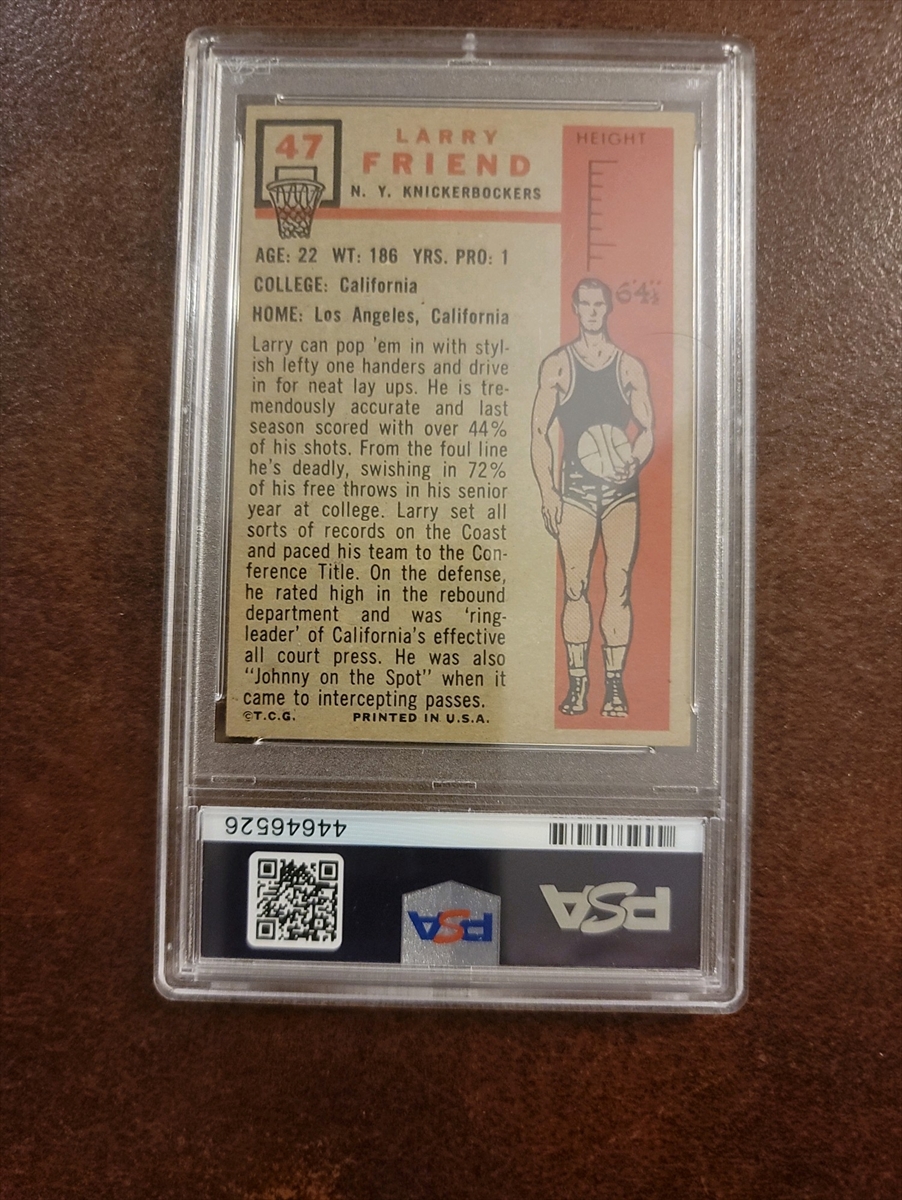 47
LARRY
FRIEND
N. Y. KNICKERBOCKERS
HEIGHT
6'4½"
AGE: 22 WT: 186 YRS. PRO: 1
COLLEGE: California
HOME: Los Angeles, California
Larry can pop 'em in with styl-
ish lefty one handers and drive
in for neat lay ups. He is tre-
mendously accurate and last
season scored with over 44%
of his shots. From the foul line
he's deadly, swishing in 72%
of his free throws in his senior
year at college. Larry set all
sorts of records on the Coast
and paced his team to the Con-
ference Title. On the defense,
he rated high in the rebound
department and was 'ring-
leader' of California's effective
all court press. He was also
"Johnny on the Spot" when it
came to intercepting passes.
©T.C.G. PRINTED IN U.S.A.
44646526
PSA
PSA